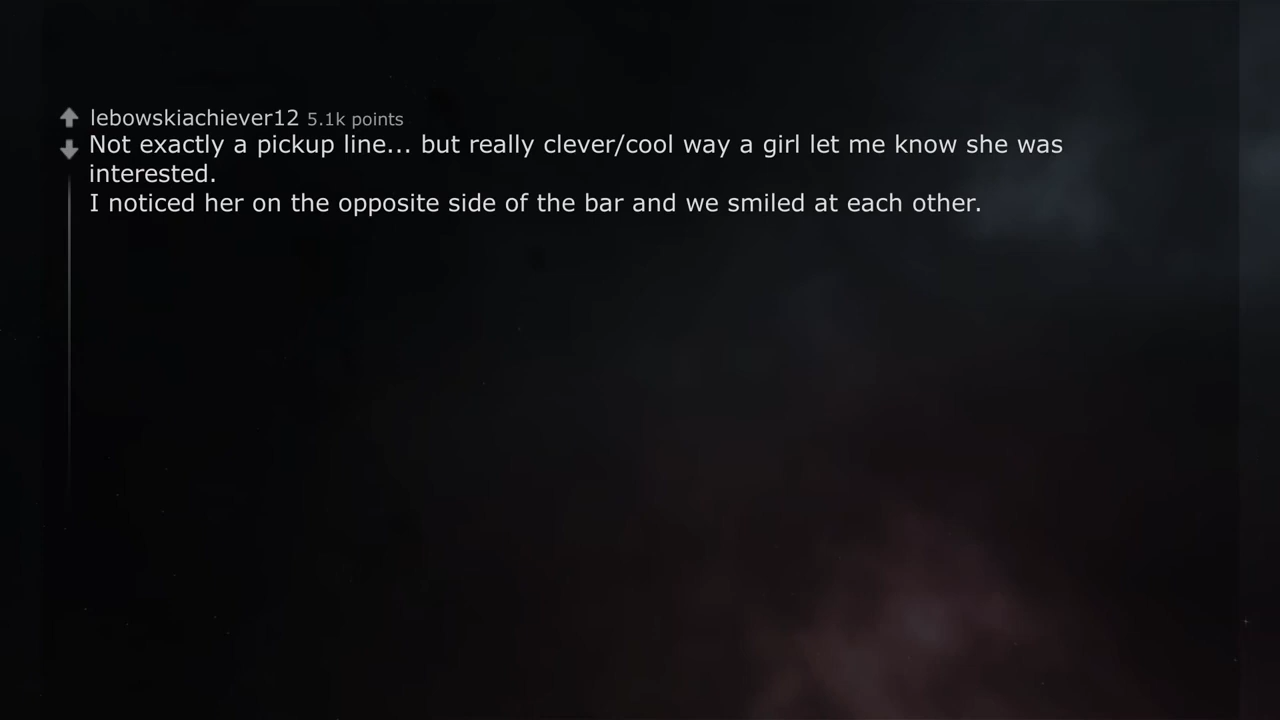 lebowskiachiever12 5.1k points
Not exactly a pickup line... but really clever/cool way a girl let me know she was
interested.
I noticed her on the opposite side of the bar and we smiled at each other.